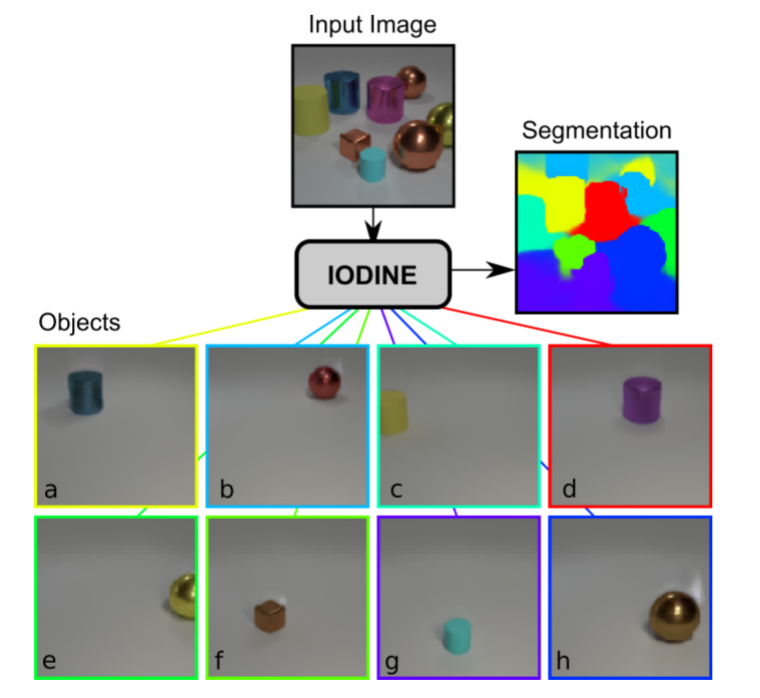 Input Image
Segmentation
IODINE
Objects
a
b
c
d
e
f
g
h